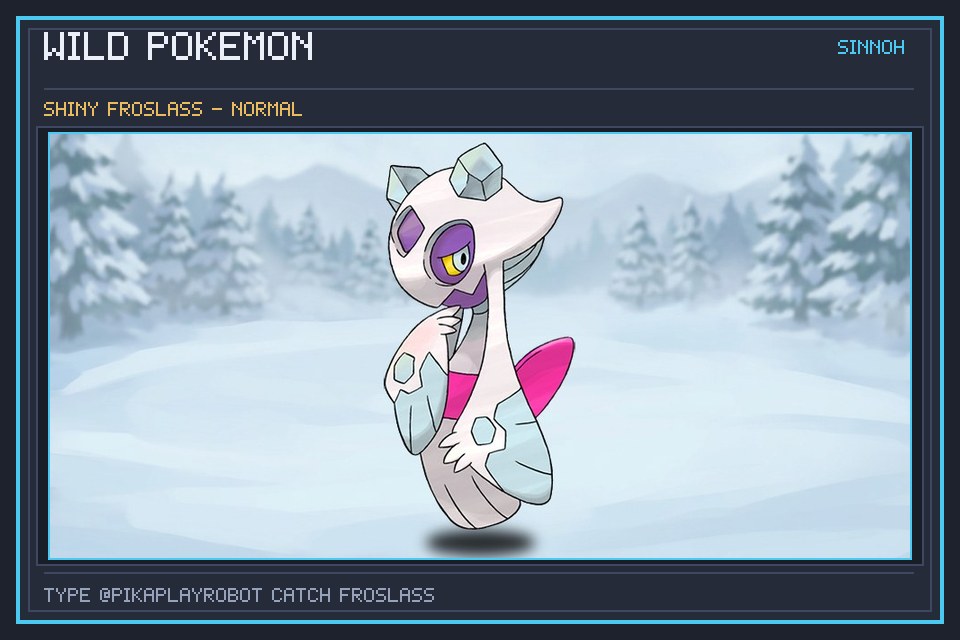 WILD POKEMON
SINNOH
SHINY FROSLASS - NORMAL
TYPE @PIKAPLAYROBOT CATCH FROSLASS